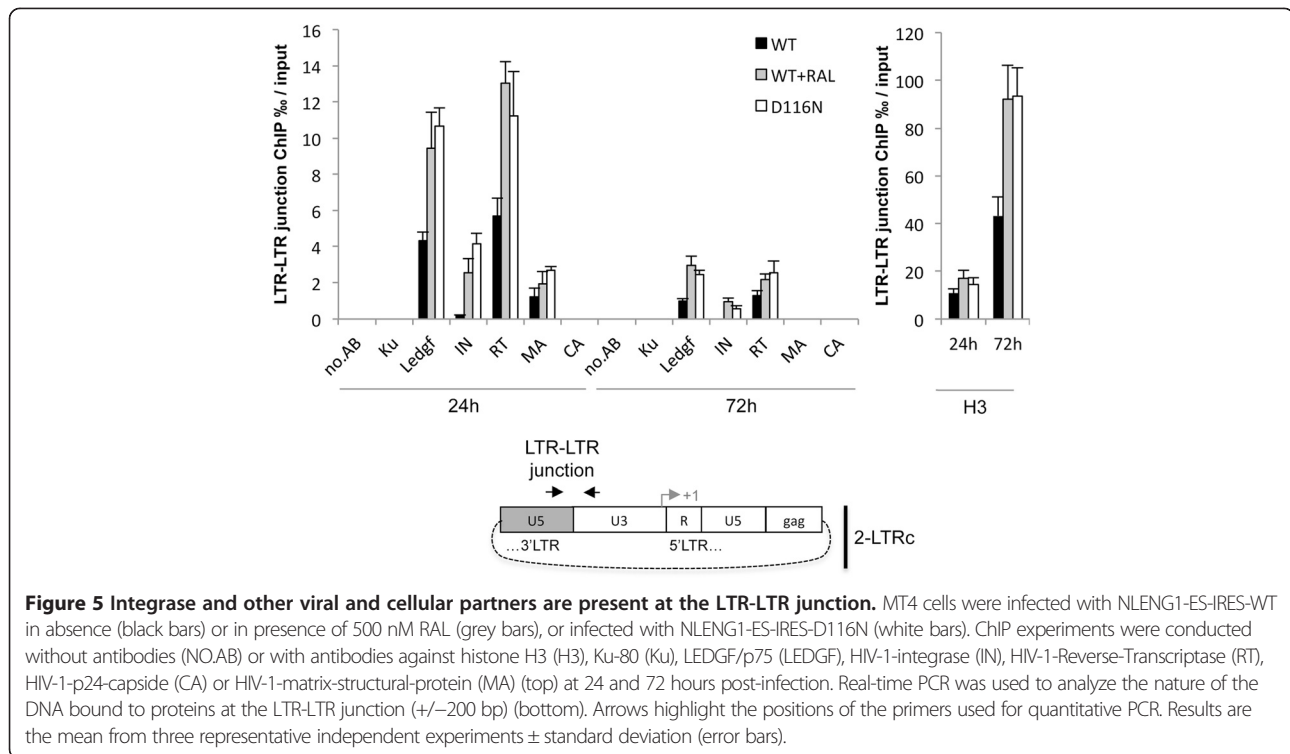 LTR-LTR junction ChIP ‰ / input
16
14
12
10
8
6
4
2
0
WT
WT+RAL
D116N
no.AB
Ku
Ledgf
IN
RT
MA
CA
no.AB
Ku
Ledgf
IN
RT
MA
CA
24h
72h
LTR-LTR junction ChIP ‰ / input
120
100
80
60
40
20
0
24h
72h
H3
LTR-LTR
junction
+1
U5
U3
R
U5
gag
...3'LTR
5'LTR...
2-LTRc
Figure 5 Integrase and other viral and cellular partners are present at the LTR-LTR junction. MT4 cells were infected with NLENG1-ES-IRES-WT
in absence (black bars) or in presence of 500 nM RAL (grey bars), or infected with NLENG1-ES-IRES-D116N (white bars). ChIP experiments were conducted
without antibodies (NO.AB) or with antibodies against histone H3 (H3), Ku-80 (Ku), LEDGF/p75 (LEDGF), HIV-1-integrase (IN), HIV-1-Reverse-Transcriptase (RT),
HIV-1-p24-capside (CA) or HIV-1-matrix-structural-protein (MA) (top) at 24 and 72 hours post-infection. Real-time PCR was used to analyze the nature of the
DNA bound to proteins at the LTR-LTR junction (+/−200 bp) (bottom). Arrows highlight the positions of the primers used for quantitative PCR. Results are
the mean from three representative independent experiments ± standard deviation (error bars).